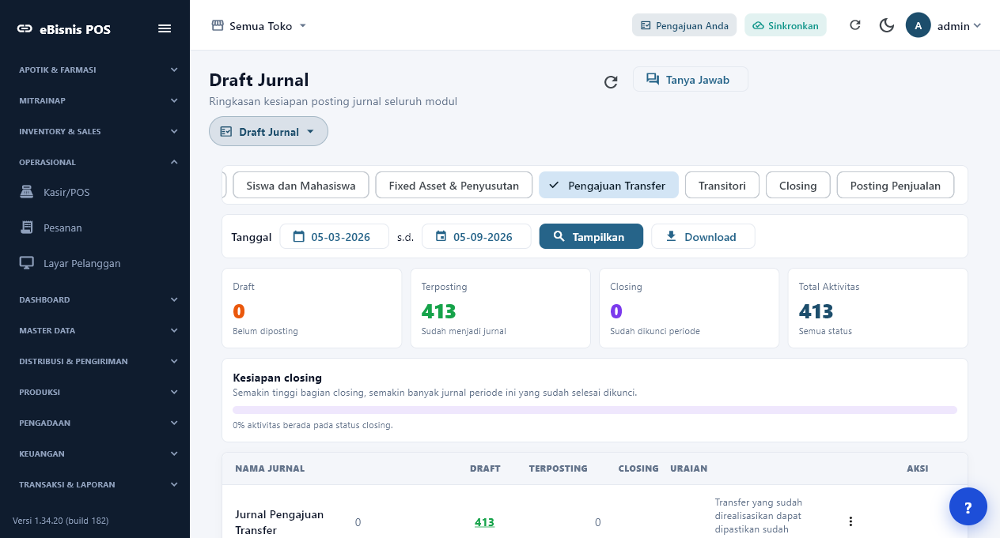 eBisnis POS
Semua Toko
Pengajuan Anda
Sinkronkan
A
admin
APOTIK & FARMASI
MITRAINAP
INVENTORY & SALES
OPERASIONAL
Kasir/POS
Pesanan
Layar Pelanggan
DASHBOARD
MASTER DATA
DISTRIBUSI & PENGIRIMAN
PRODUKSI
PENGADAAN
KEUANGAN
TRANSAKSI & LAPORAN
Versi 1.34.20 (build 182)
Draft Jurnal
Ringkasan kesiapan posting jurnal seluruh modul
Tanya Jawab
Draft Jurnal
Siswa dan Mahasiswa
Fixed Asset & Penyusutan
Pengajuan Transfer
Transitori
Closing
Posting Penjualan
Tanggal
05-03-2026
s.d.
05-09-2026
Tampilkan
Download
Draft
0
Belum diposting
Terposting
413
Sudah menjadi jurnal
Closing
0
Sudah dikunci periode
Total Aktivitas
413
Semua status
Kesiapan closing
Semakin tinggi bagian closing, semakin banyak jurnal periode ini yang sudah selesai dikunci.
0% aktivitas berada pada status closing.
NAMA JURNAL DRAFT TERPOSTING CLOSING URAIAN AKSI
Jurnal Pengajuan
Transfer
0
413
0
Transfer yang sudah
direalisasikan dapat
dipastikan sudah
?